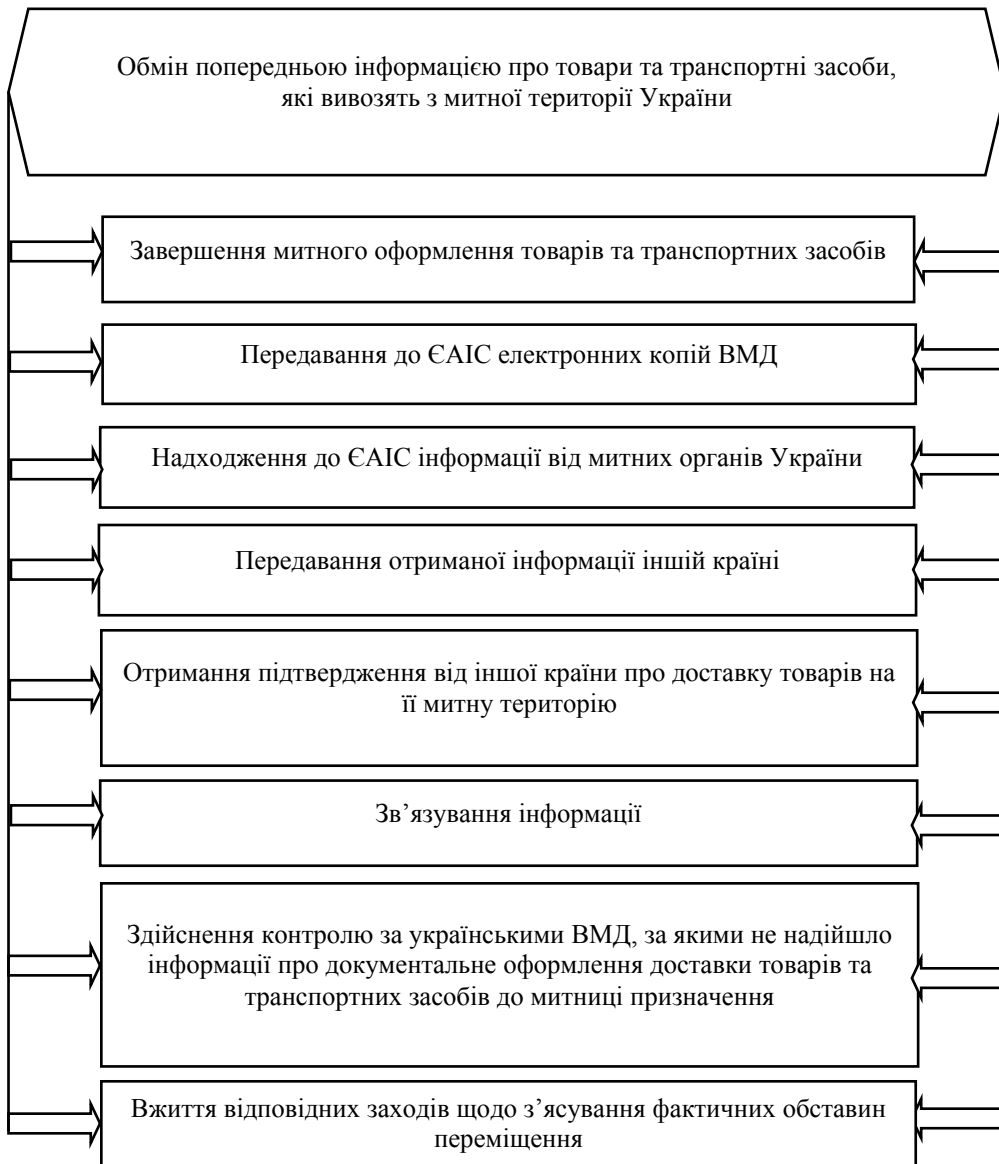 Обмін попередньою інформацією про товари та транспортні засоби,
які вивозять з митної території України
Завершення митного оформлення товарів та транспортних засобів
Передавання до ЄАІС електронних копій ВМД
Надходження до ЄАІС інформації від митних органів України
Передавання отриманої інформації іншій країні
Отримання підтвердження від іншої країни про доставку товарів на
її митну територію
Зв’язування інформації
Здійснення контролю за українськими ВМД, за якими не надійшло
інформації про документальне оформлення доставки товарів та
транспортних засобів до митниці призначення
Вжиття відповідних заходів щодо з’ясування фактичних обставин
переміщення